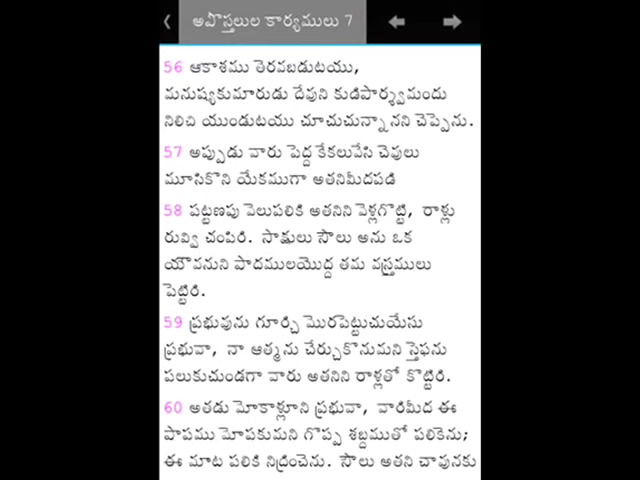 అపొస్తలుల కార్యములు 7
56 ఆకాశము తెరవబడుటయు,
మనుష్యకుమారుడు దేవుని కుడిపార్శ్వమందు
నిలిచి యుండుటయు చూచుచున్నా నని చెప్పెను.
57 అప్పుడు వారు పెద్ద కేకలువేసి చెవులు
మూసికొని యేకముగా అతనిమీదపడి
58 పట్టణపు వెలుపలికి అతనిని వెళ్లగొట్టి, రాళ్లు
రువ్వి చంపిరి. సాక్షులు సౌలు అను ఒక
యౌవనుని పాదములయొద్ద తమ వస్త్రములు
పెట్టిరి.
59 ప్రభువును గూర్చి మొరపెట్టుచుయేసు
ప్రభువా, నా ఆత్మను చేర్చుకొనుమని స్తెఫను
పలుకుచుండగా వారు అతనిని రాళ్లతో కొట్టిరి.
60 అతడు మోకాళ్లూని ప్రభువా, వారిమీద ఈ
పాపము మోపకుమని గొప్ప శబ్దముతో పలికెను;
ఈ మాట పలికి నిద్రించెను. సౌలు అతని చావునకు